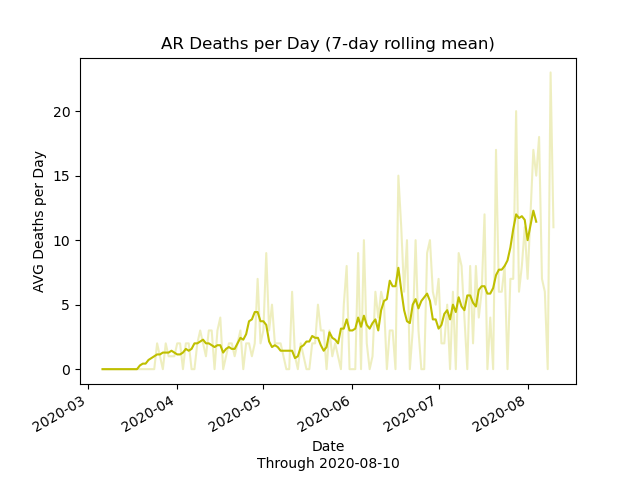 AR Deaths per Day (7-day rolling mean)
AVG Deaths per Day
20
15
10
5
0
2020-03
2020-04
2020-05
2020-06
2020-07
2020-08
Date
Through 2020-08-10